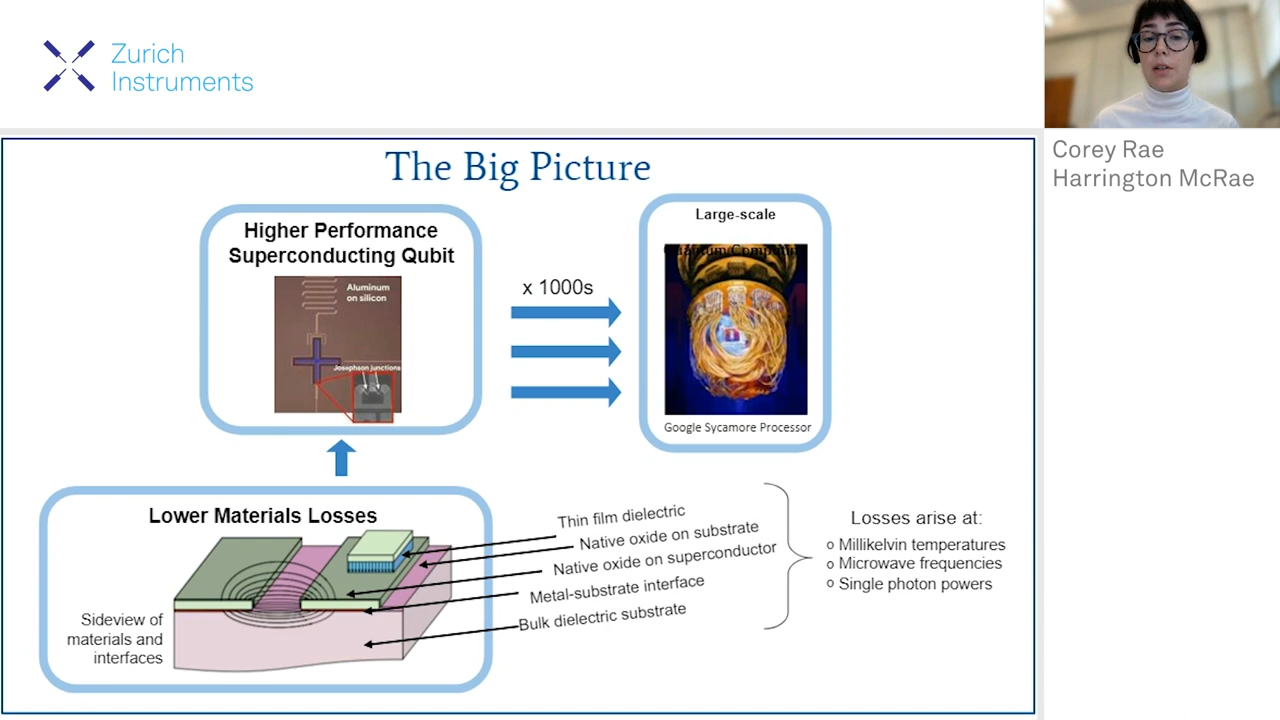 Zurich
Instruments
Corey Rae
Harrington McRae
The Big Picture
Higher Performance
Superconducting Qubit
Aluminum
on silicon
Josephson junctions
x 1000s
Large-scale
Quantum Computing
Google Sycamore Processor
Lower Materials Losses
Sideview of
materials and
interfaces
Thin film dielectric
Native oxide on substrate
Native oxide on superconductor
Metal-substrate interface
Bulk dielectric substrate
Losses arise at:
o Millikelvin temperatures
o Microwave frequencies
o Single photon powers